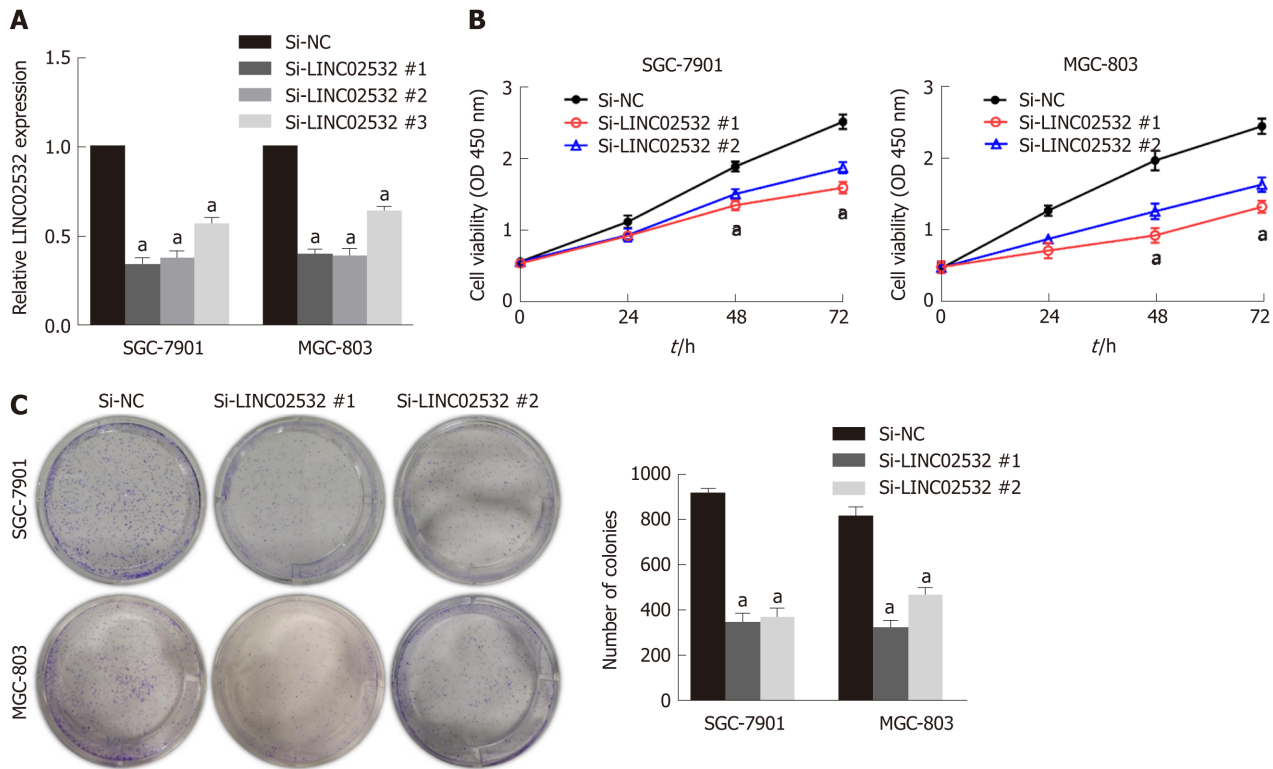 A
Si-NC
Si-LINC02532 #1
Si-LINC02532 #2
Si-LINC02532 #3
Relative LINC02532 expression
1.5
1.0
0.5
0.0
a
a
a
a
a
a
SGC-7901
MGC-803
B
SGC-7901
Si-NC
Si-LINC02532 #1
Si-LINC02532 #2
Cell viability (OD 450 nm)
3
2
1
0
a
a
0
24
48
72
t/h
MGC-803
Si-NC
Si-LINC02532 #1
Si-LINC02532 #2
Cell viability (OD 450 nm)
3
2
1
0
a
a
0
24
48
72
t/h
C
Si-NC
Si-LINC02532 #1
Si-LINC02532 #2
SGC-7901
MGC-803
Si-NC
Si-LINC02532 #1
Si-LINC02532 #2
Number of colonies
1000
800
600
400
200
0
a
a
a
a
SGC-7901
MGC-803